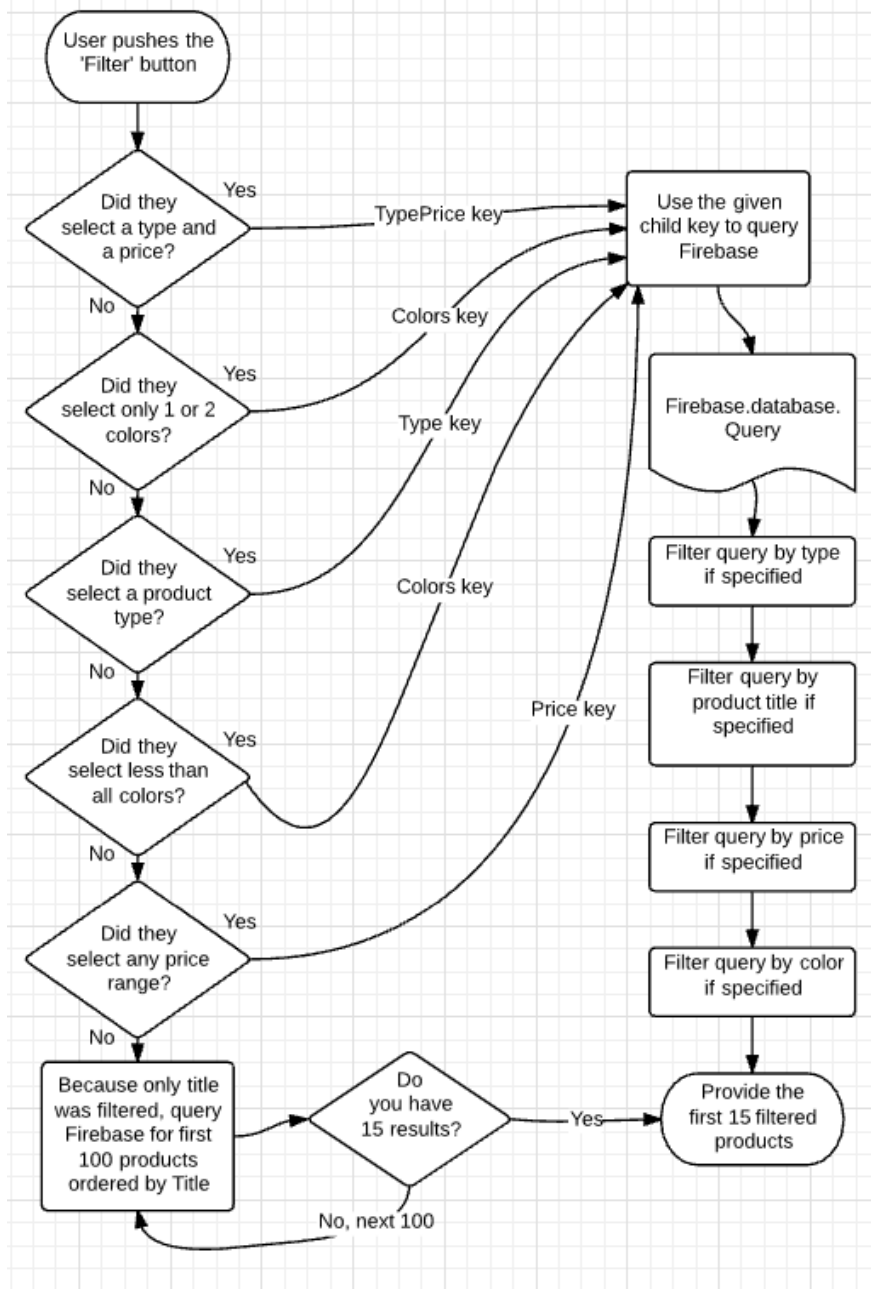 User pushes the
'Filter' button
Did they
select a type and
a price?
Yes
TypePrice key
No
Use the given
child key to query
Firebase
Did they
select only 1 or 2
colors?
Yes
Colors key
No
Firebase.database.
Query
Did they
select a product
type?
Yes
Type key
No
Filter query by type
if specified
Did they
select less than
all colors?
Yes
Colors key
No
Filter query by
product title if
specified
Did they
select any price
range?
Yes
Price key
No
Filter query by price
if specified
Filter query by color
if specified
Because only title
was filtered, query
Firebase for first
100 products
ordered by Title
Do
you have
15 results?
Yes
No, next 100
Provide the
first 15 filtered
products